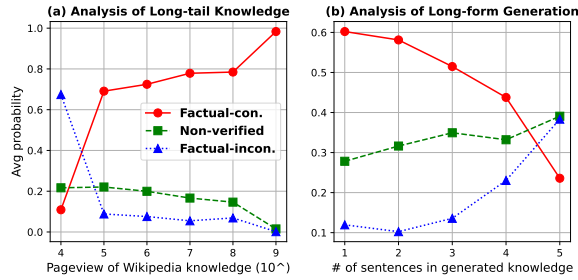 (a) Analysis of Long-tail Knowledge
1.0
0.8
0.6
0.4
0.2
0.0
Avg probability
Factual-con.
Non-verified
Factual-incon.
4 5 6 7 8 9
Pageview of Wikipedia knowledge (10^)
(b) Analysis of Long-form Generation
0.6
0.5
0.4
0.3
0.2
0.1
1 2 3 4 5
# of sentences in generated knowledge